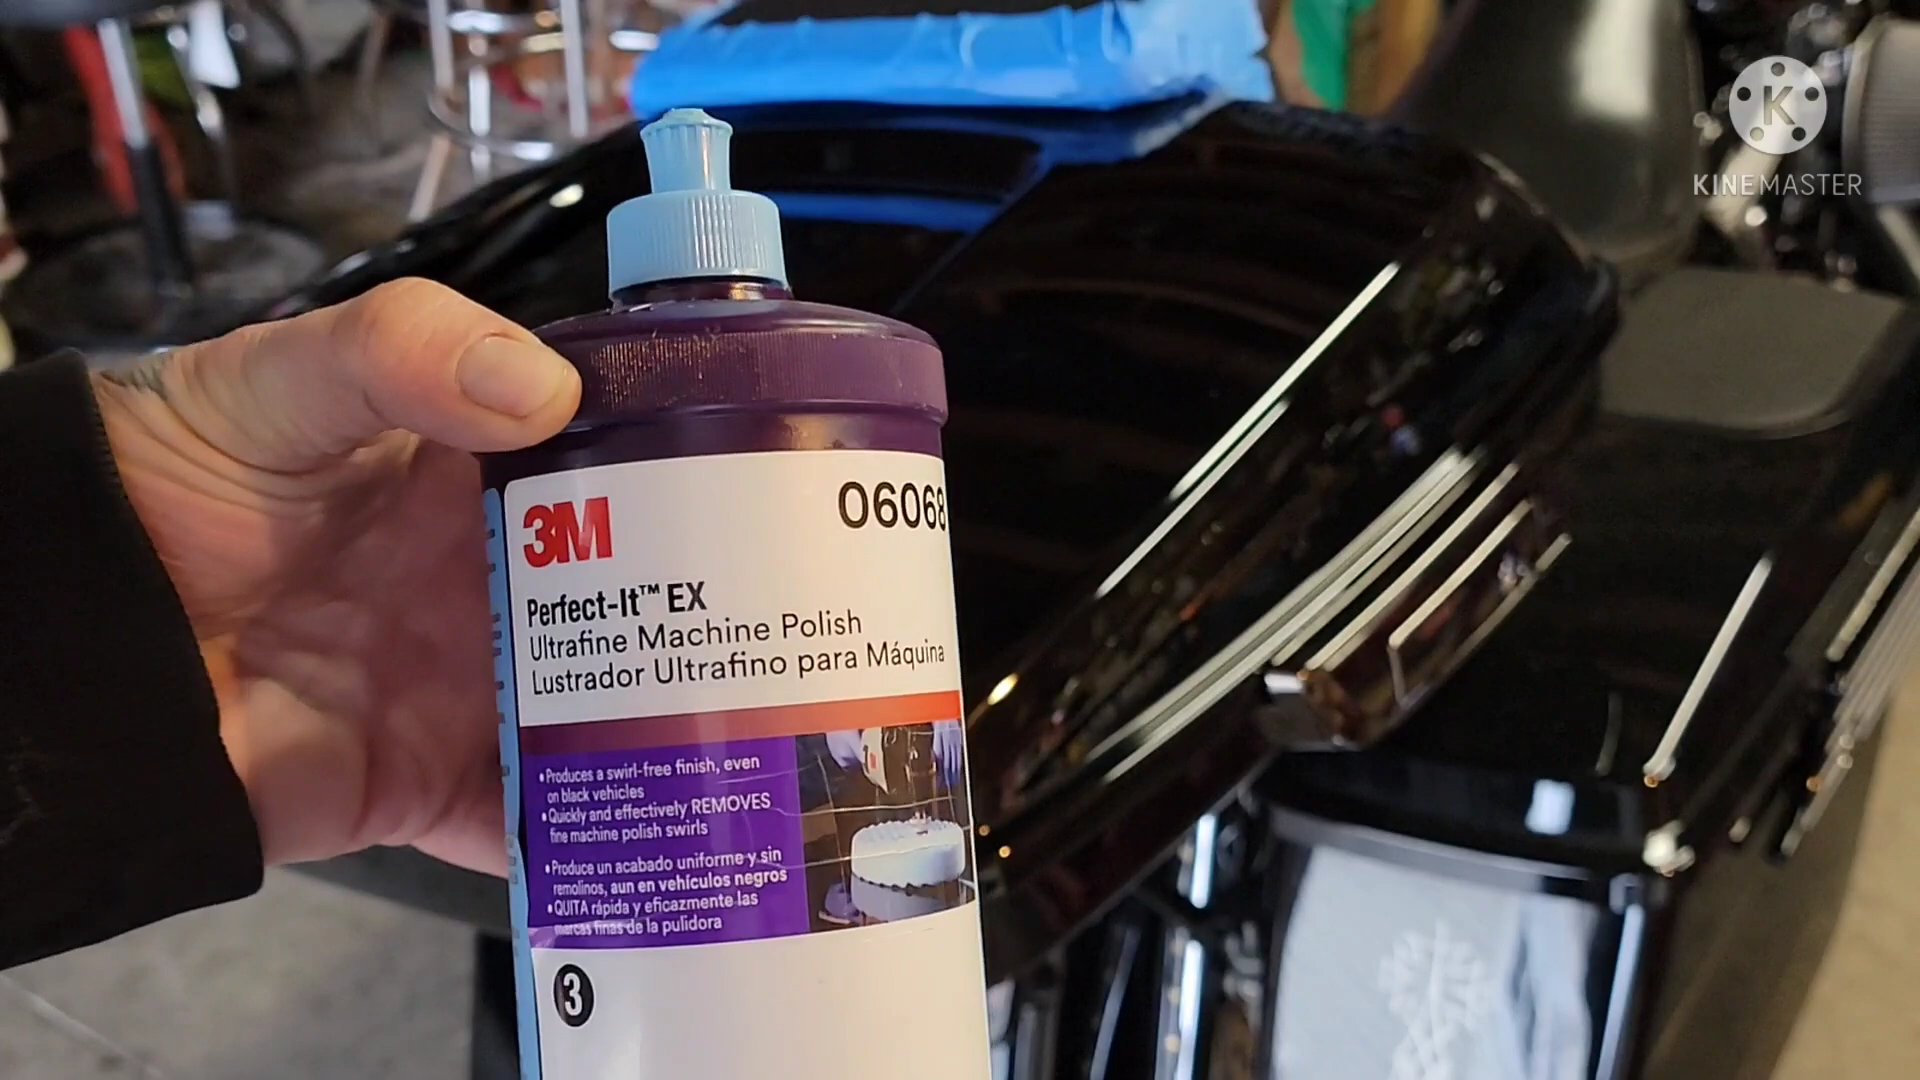 K
KINEMASTER
3M
06068
Perfect-It™ EX
Ultrafine Machine Polish
Lustrador Ultrafino para Máquina
•Produces a swirl-free finish, even
on black vehicles
•Quickly and effectively REMOVES
fine machine polish swirls
•Produce un acabado uniforme y sin
remolinos, aun en vehículos negros
•QUITA rápida y eficazmente las
marcas finas de la pulidora
3